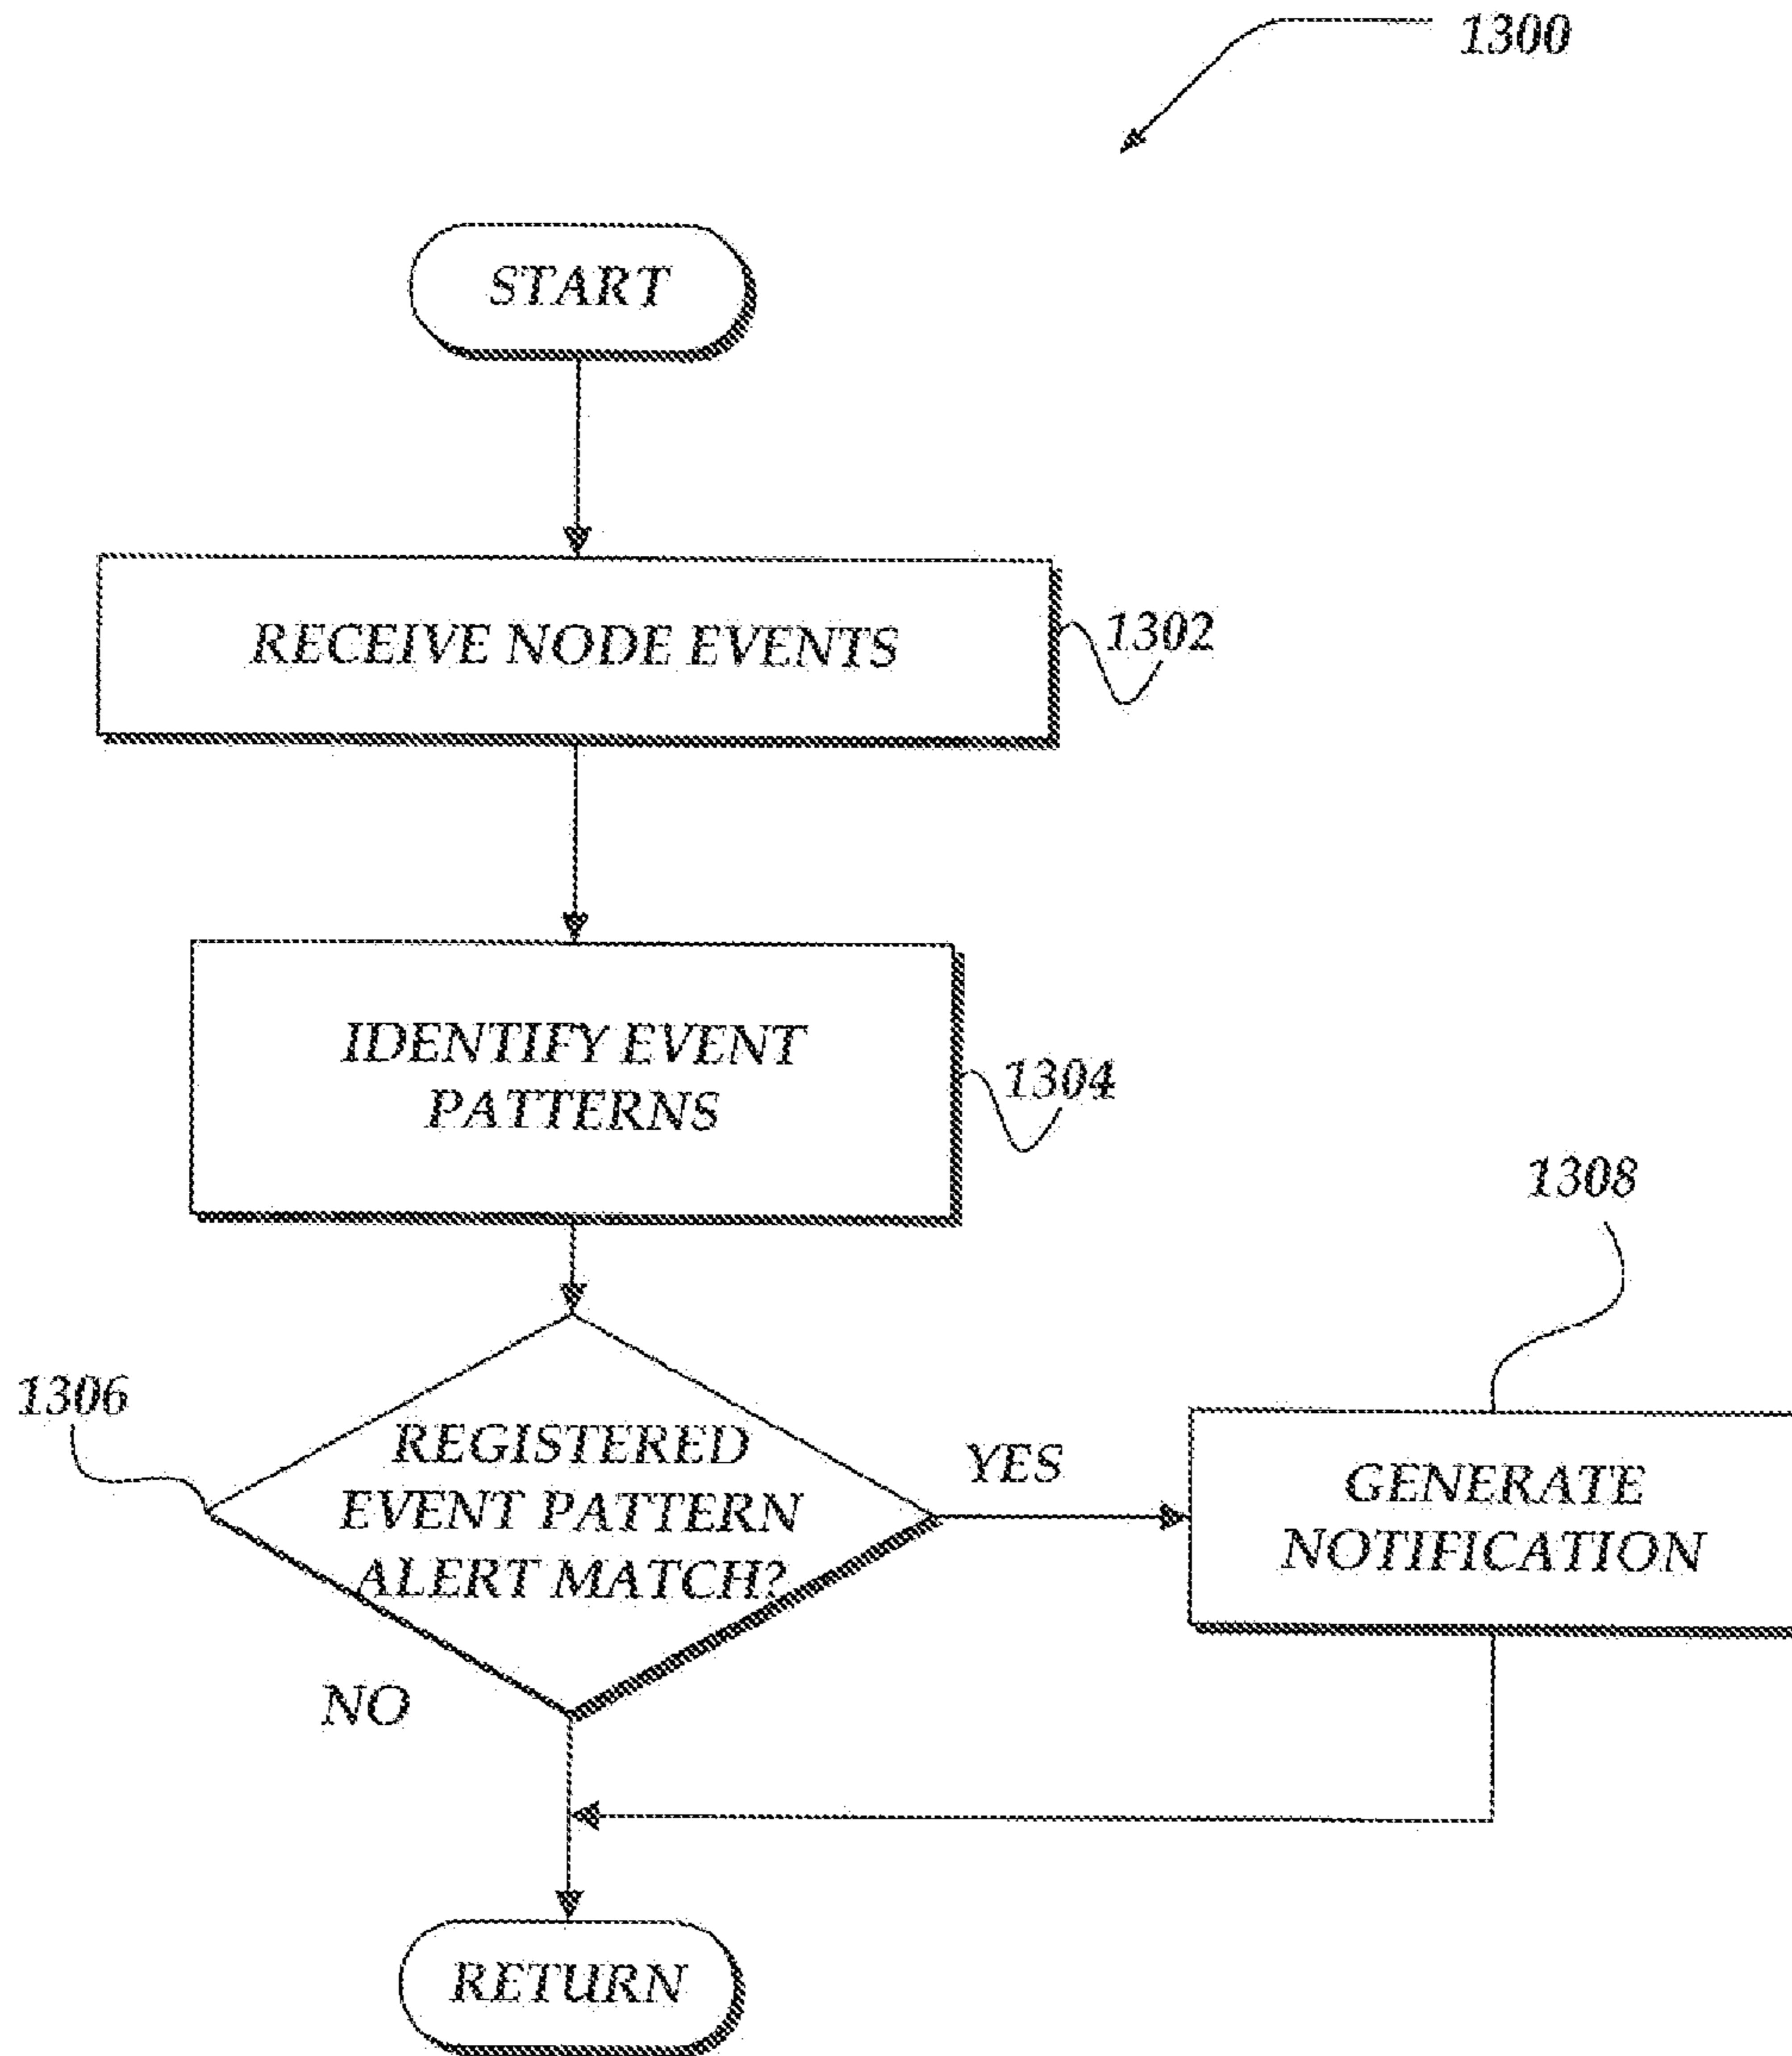 1300
START
RECEIVE NODE EVENTS
1302
IDENTIFY EVENT
PATTERNS
1304
1308
1306
REGISTERED
EVENT PATTERN
ALERT MATCH?
YES
GENERATE
NOTIFICATION
NO
RETURN